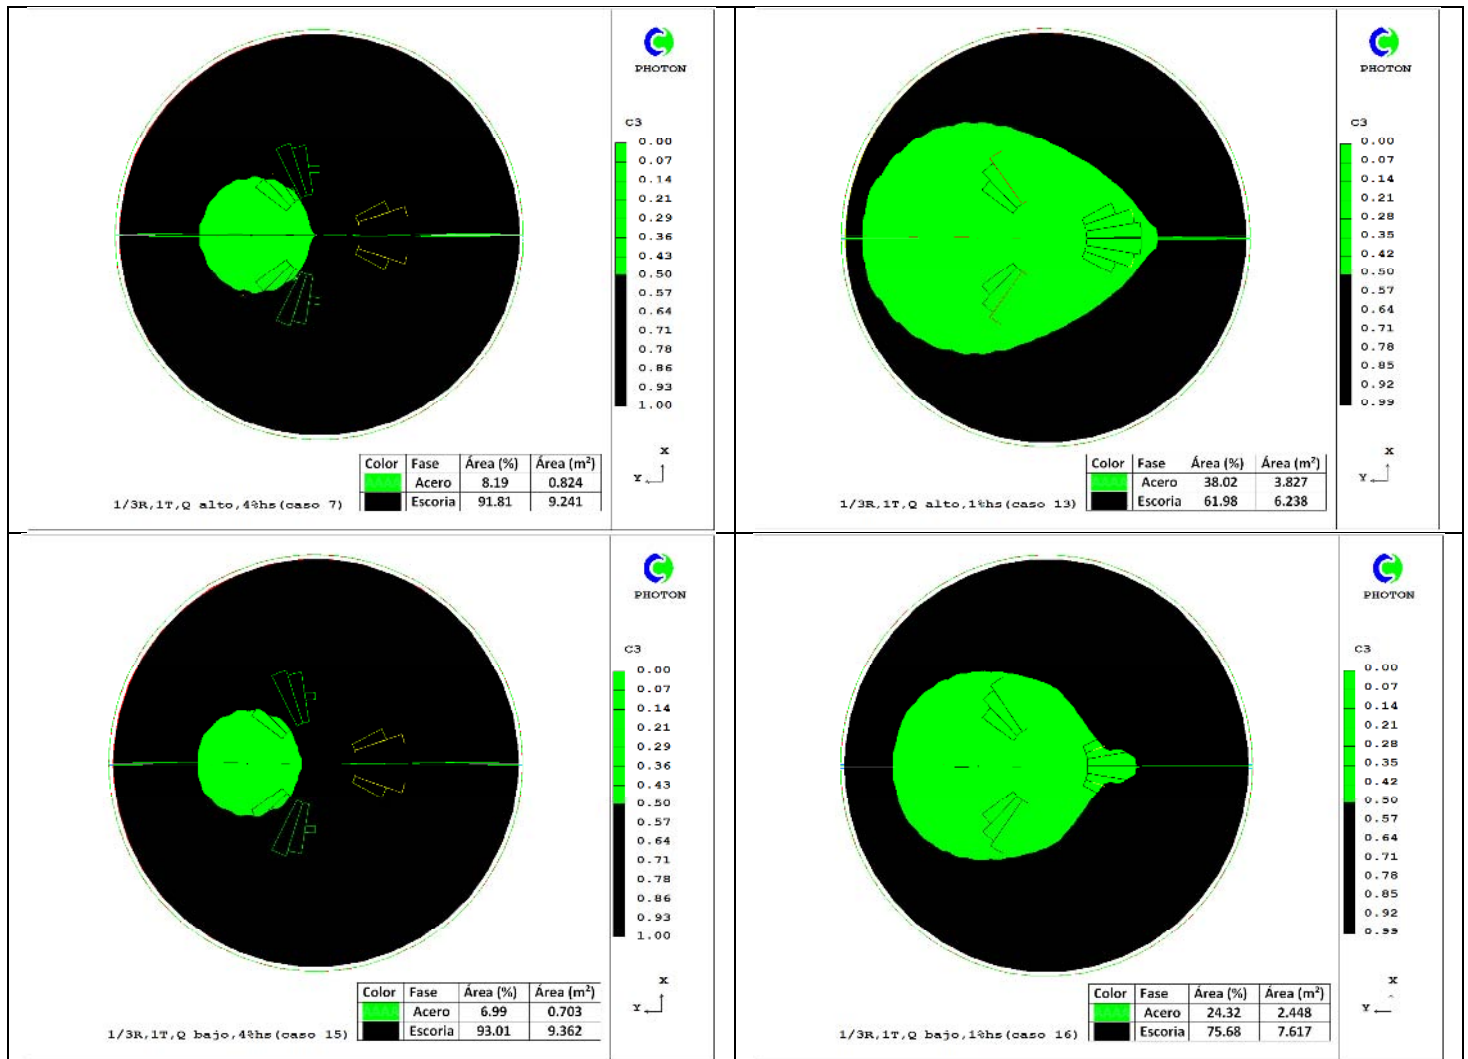 PHOTON
C3
0.00
0.07
0.14
0.21
0.29
0.36
0.43
0.50
0.57
0.64
0.71
0.78
0.86
0.93
1.00
X
Y
Color Fase Área (%) Área (m²)
Acero 8.19 0.824
Escoria 91.81 9.241
1/3R,1T,Q alto,4%hs(caso 7)
PHOTON
C3
0.00
0.07
0.14
0.21
0.28
0.35
0.42
0.50
0.57
0.64
0.71
0.78
0.85
0.92
0.99
X
Y
Color Fase Área (%) Área (m²)
Acero 38.02 3.827
Escoria 61.98 6.238
1/3R,1T,Q alto,1%hs(caso 13)
PHOTON
C3
0.00
0.07
0.14
0.21
0.29
0.36
0.43
0.50
0.57
0.64
0.71
0.78
0.86
0.93
1.00
X
Y
Color Fase Área (%) Área (m²)
Acero 6.99 0.703
Escoria 93.01 9.362
1/3R,1T,Q bajo,4%hs(caso 15)
PHOTON
C3
0.00
0.07
0.14
0.21
0.28
0.35
0.42
0.50
0.57
0.64
0.71
0.78
0.85
0.92
0.99
X
Y
Color Fase Área (%) Área (m²)
Acero 24.32 2.448
Escoria 75.68 7.617
1/3R,1T,Q bajo,1%hs(caso 16)